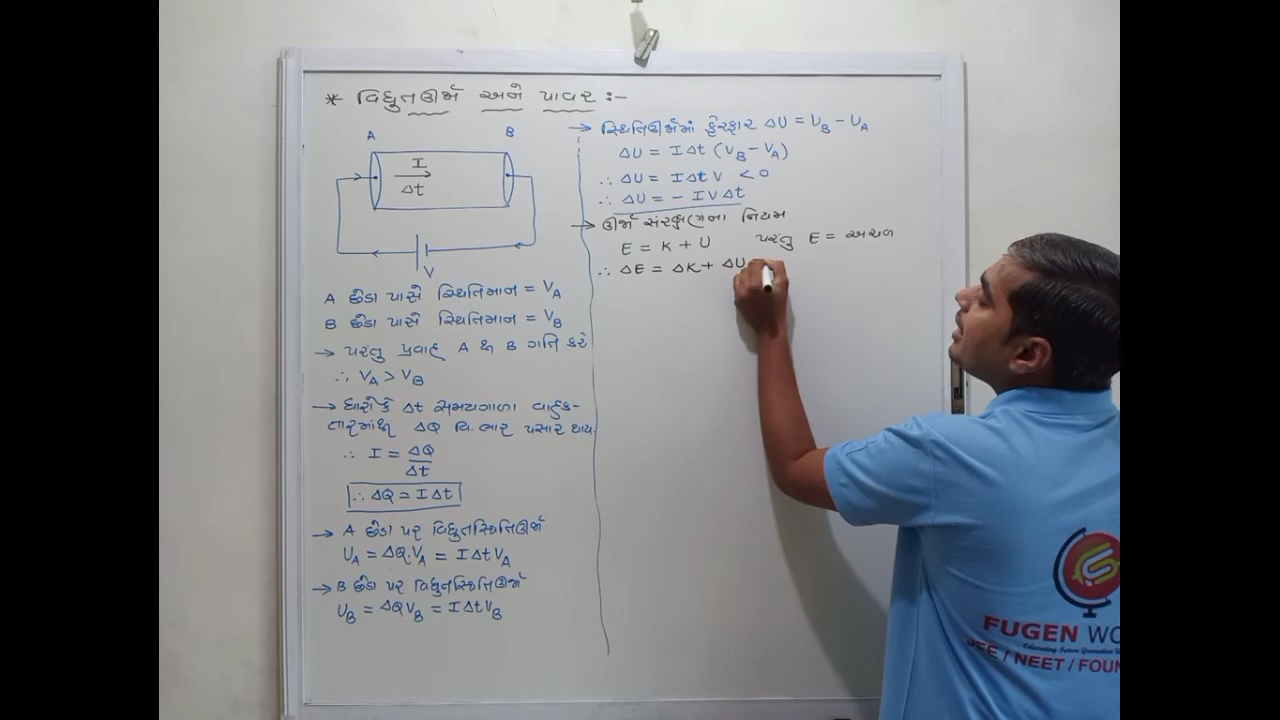 * વિદ્યુતઊર્જા અને પાવર :-
A B
I
Δt
V
A છેડા પાસે સ્થિતિમાન = V_A
B છેડા પાસે સ્થિતિમાન = V_B
→ પરંતુ પ્રવાહ A થી B ગતિ કરે
∴ V_A > V_B
→ ધારો કે Δt સમયગાળા વાહક-
તારમાંથી ΔQ વિ.ભાર પસાર થાય.
∴ I = ΔQ/Δt
∴ ΔQ = IΔt
→ A છેડા પર વિદ્યુતસ્થિતિઊર્જા
U_A = ΔQ.V_A = IΔtV_A
→ B છેડા પર વિદ્યુતસ્થિતિઊર્જા
U_B = ΔQV_B = IΔtV_B
→ સ્થિતિઊર્જામાં ફેરફાર ΔU = U_B - U_A
ΔU = IΔt (V_B - V_A)
∴ ΔU = IΔt V < 0
∴ ΔU = - IVΔt
→ ઊર્જા સંરક્ષણના નિયમ
E = K + U પરંતુ E = અચળ
∴ ΔE = ΔK + ΔU
FUGEN WO
JEE / NEET / FOUN